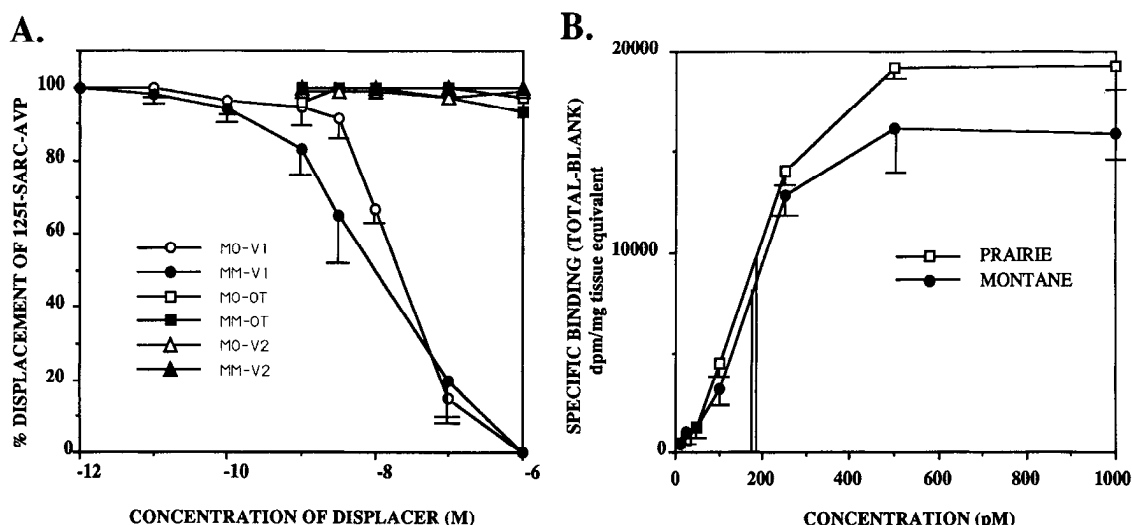 A.
% DISPLACEMENT OF 125I-SARC-AVP
100
80
60
40
20
0
MO-V1
MM-V1
MO-OT
MM-OT
MO-V2
MM-V2
-12
-10
-8
-6
CONCENTRATION OF DISPLACER (M)
B.
SPECIFIC BINDING (TOTAL-BLANK)
dpm/mg tissue equivalent
20000
10000
0
PRAIRIE
MONTANE
0
200
400
600
800
1000
CONCENTRATION (pM)